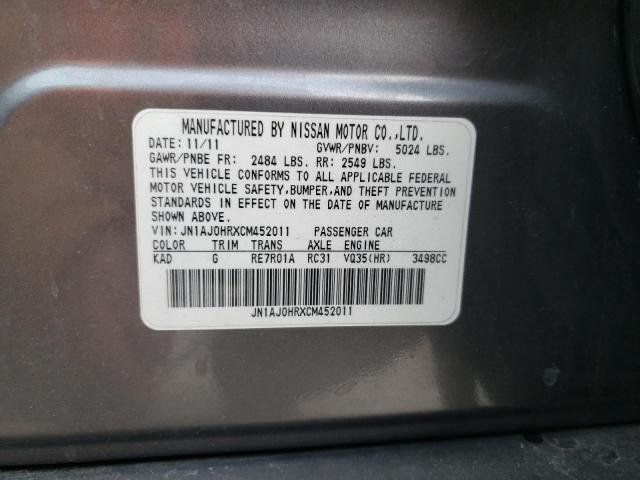 MANUFACTURED BY NISSAN MOTOR CO.,LTD.
DATE: 11/11 GVWR/PNBV: 5024 LBS.
GAWR/PNBE FR: 2484 LBS. RR: 2549 LBS.
THIS VEHICLE CONFORMS TO ALL APPLICABLE FEDERAL
MOTOR VEHICLE SAFETY,BUMPER,AND THEFT PREVENTION
STANDARDS IN EFFECT ON THE DATE OF MANUFACTURE
SHOWN ABOVE.
VIN: JN1AJ0HRXCM452011 PASSENGER CAR
COLOR TRIM TRANS AXLE ENGINE
KAD G RE7R01A RC31 VQ35(HR) 3498CC
JN1AJ0HRXCM452011